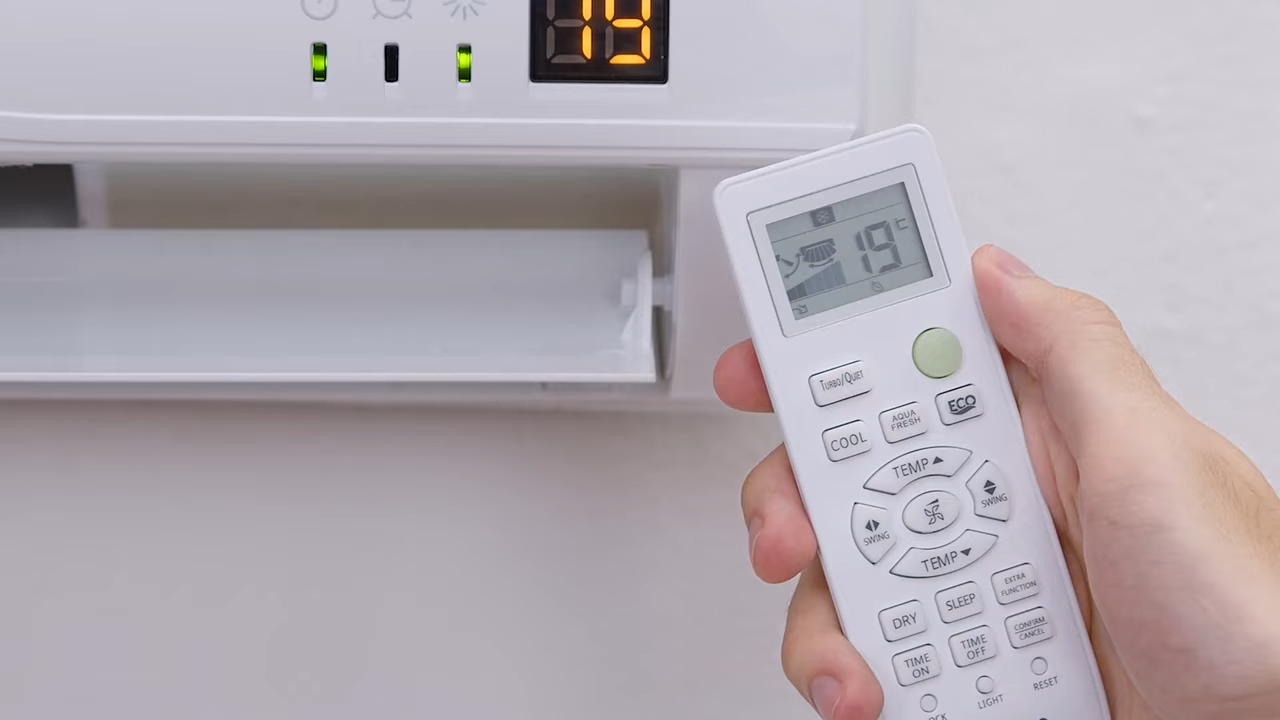 19
19 °C
TURBO/QUIET
ECO
AQUA
FRESH
COOL
TEMP
SWING
SWING
TEMP
EXTRA
FUNCTION
SLEEP
DRY
CONFIRM
CANCEL
TIME
OFF
TIME
ON
RESET
LIGHT